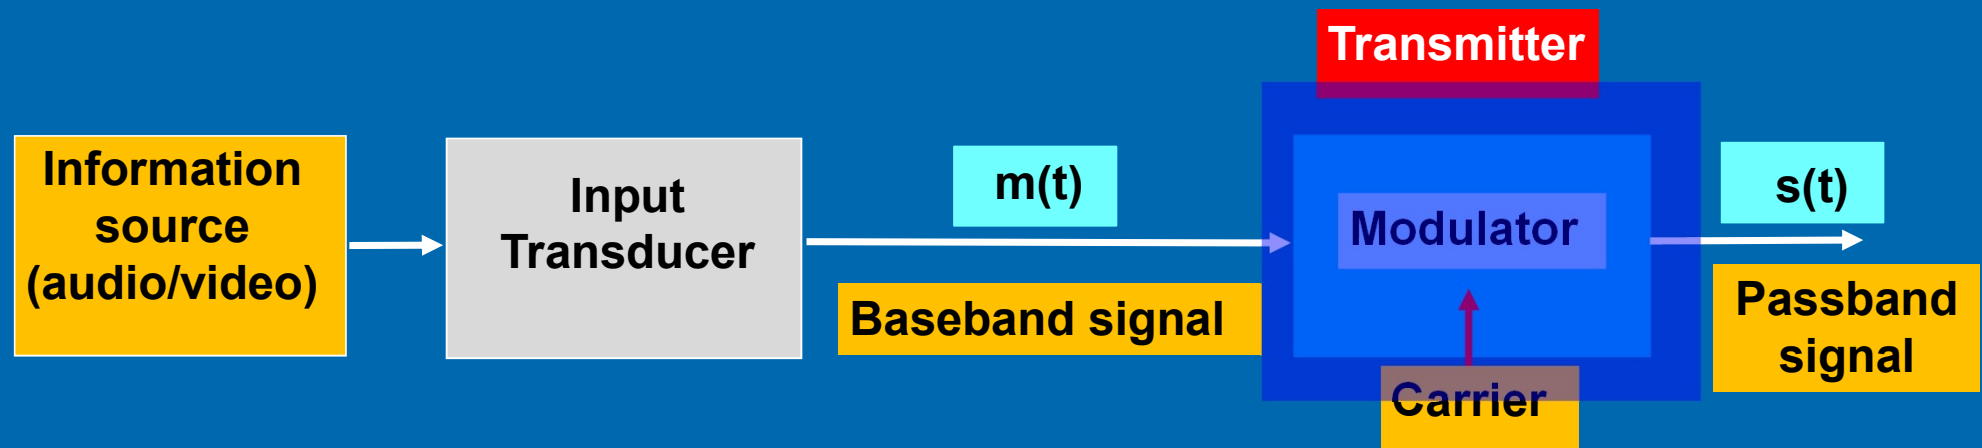 Transmitter
Information
source
(audio/video)
Input
Transducer
m(t)
Baseband signal
Modulator
Carrier
s(t)
Passband
signal